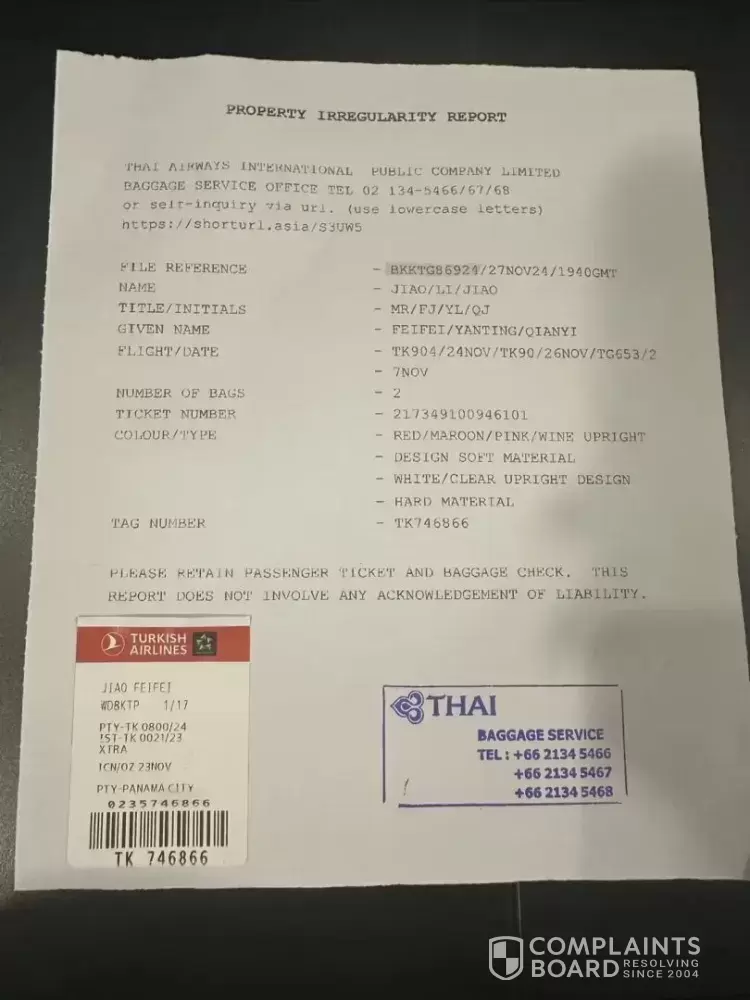 PROPERTY IRREGULARITY REPORT
THAI AIRWAYS INTERNATIONAL PUBLIC COMPANY LIMITED
BAGGAGE SERVICE OFFICE TEL 02 134-5466/67/68
or self-inquiry via url. (use lowercase letters)
https://shorturl.asia/S3UW5
FILE REFERENCE - BKKTG86924/27NOV24/1940GMT
NAME - JIAO/LI/JIAO
TITLE/INITIALS - MR/FJ/YL/QJ
GIVEN NAME - FEIFEI/YANTING/QIANYI
FLIGHT/DATE - TK904/24NOV/TK90/26NOV/TG653/2
- 7NOV
NUMBER OF BAGS - 2
TICKET NUMBER - 217349100946101
COLOUR/TYPE - RED/MAROON/PINK/WINE UPRIGHT
- DESIGN SOFT MATERIAL
- WHITE/CLEAR UPRIGHT DESIGN
- HARD MATERIAL
TAG NUMBER - TK746866
PLEASE RETAIN PASSENGER TICKET AND BAGGAGE CHECK. THIS
REPORT DOES NOT INVOLVE ANY ACKNOWLEDGEMENT OF LIABILITY.
TURKISH
AIRLINES
JIAO FEIFEI
WDBKTP 1/17
PTY-TK 0800/24
IST-TK 0021/23
XTRA
ICN/OZ 23NOV
PTY-PANAMA CITY
0235746866
TK 746866
THAI
BAGGAGE SERVICE
TEL : +66 2134 5466
+66 2134 5467
+66 2134 5468
COMPLAINTS
BOARD RESOLVING
SINCE 2004